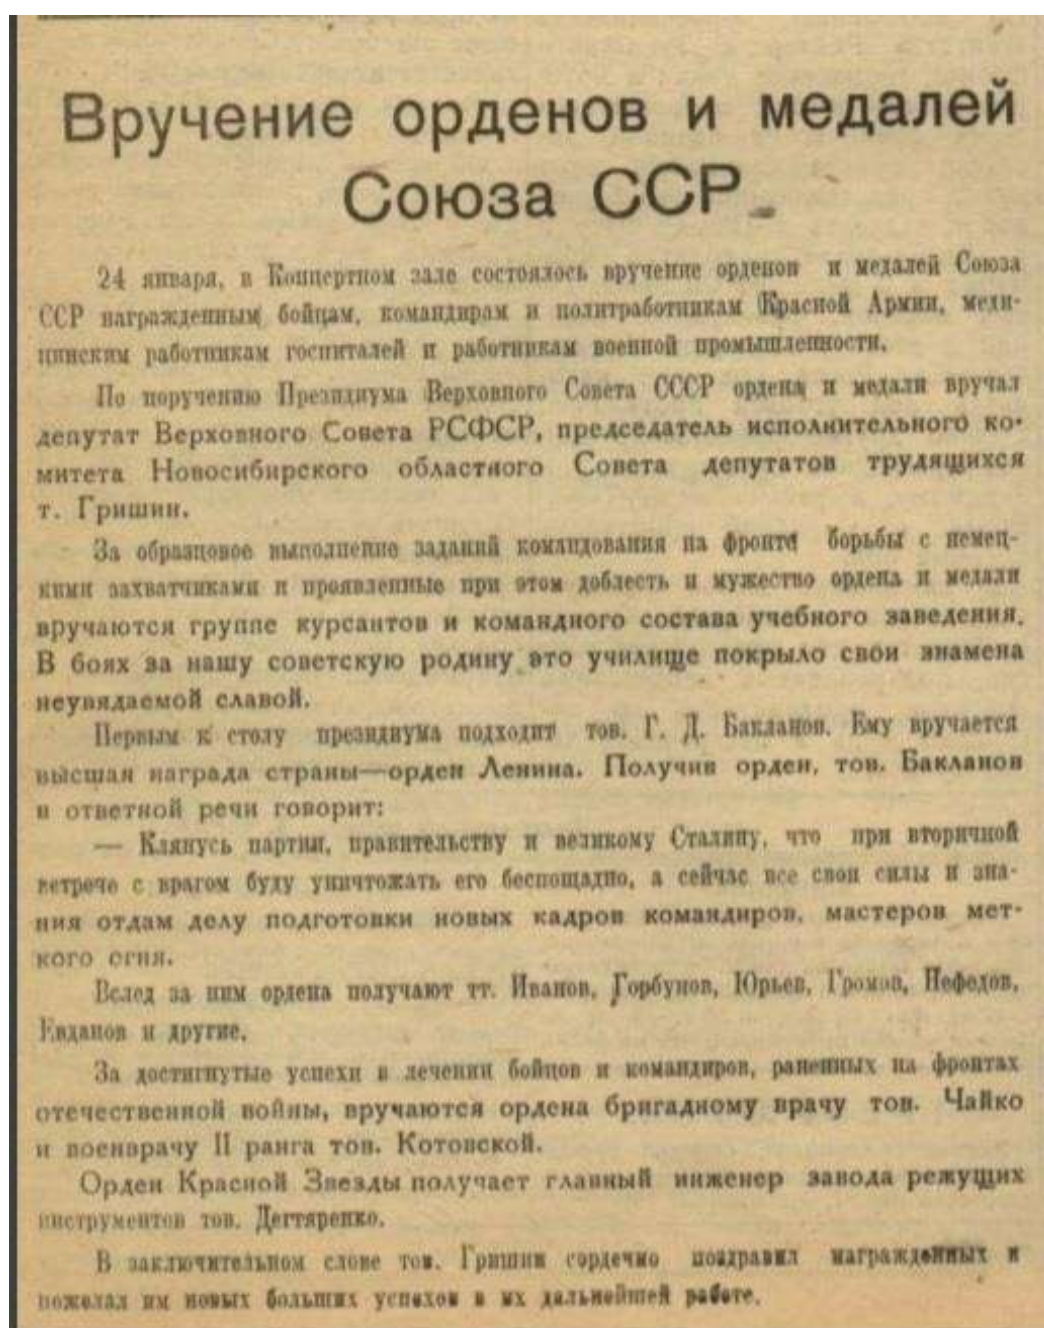 Вручение орденов и медалей
Союза ССР
24 января, в Концертном зале состоялось вручение орденов и медалей Союза
ССР награжденным бойцам, командирам и политработникам Красной Армии, меди-
цинским работникам госпиталей и работникам военной промышленности.
По поручению Президиума Верховного Совета СССР ордена и медали вручал
депутат Верховного Совета РСФСР, председатель исполнительного ко-
митета Новосибирского областного Совета депутатов трудящихся
т. Гришин.
За образцовое выполнение заданий командования на фронте борьбы с немец-
кими захватчиками и проявленные при этом доблесть и мужество ордена и медали
вручаются группе курсантов и командного состава учебного заведения.
В боях за нашу советскую родину это училище покрыло свои знамена
неувядаемой славой.
Первым к столу президиума подходит тов. Г. Д. Бакланов. Ему вручается
высшая награда страны—орден Ленина. Получив орден, тов. Бакланов
в ответной речи говорит:
— Клянусь партии, правительству и великому Сталину, что при вторичной
встрече с врагом буду уничтожать его беспощадно, а сейчас все свои силы и зна-
ния отдам делу подготовки новых кадров командиров, мастеров мет-
кого огня.
Вслед за ним ордена получают тт. Иванов, Горбунов, Юрьев, Громов, Нефедов,
Евданов и другие.
За достигнутые успехи в лечении бойцов и командиров, раненных на фронтах
отечественной войны, вручаются ордена бригадному врачу тов. Чайко
и военврачу II ранга тов. Котовской.
Орден Красной Звезды получает главный инженер завода режущих
инструментов тов. Дегтяренко.
В заключительном слове тов. Гришин сердечно поздравил награжденных и
пожелал им новых больших успехов в их дальнейшей работе.